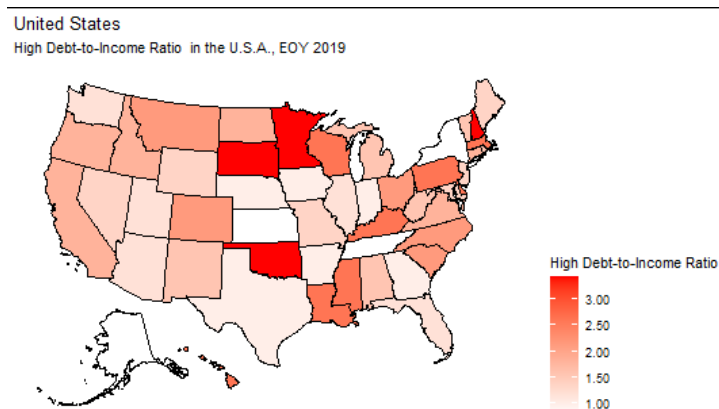 United States
High Debt-to-Income Ratio in the U.S.A., EOY 2019
High Debt-to-Income Ratio
3.00
2.50
2.00
1.50
1.00